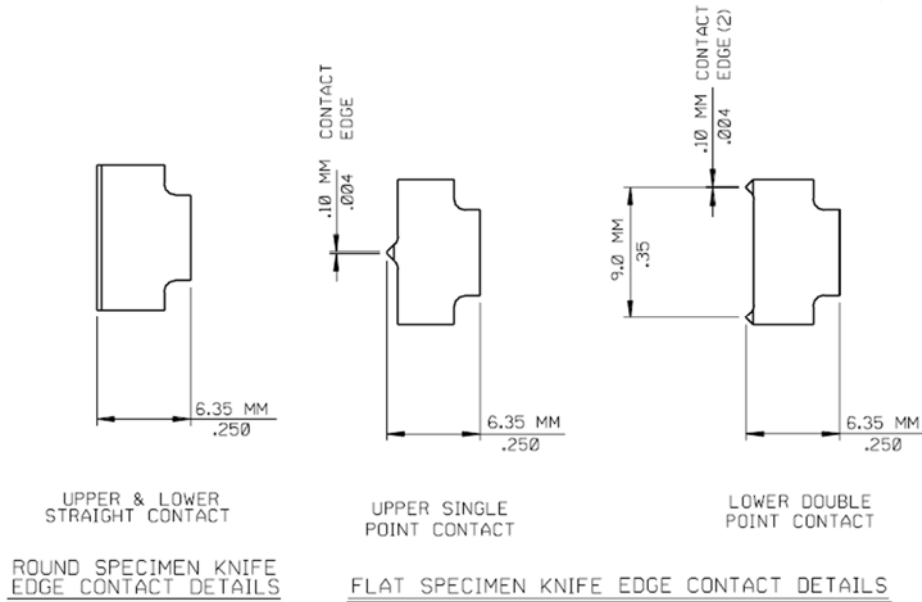 .10 MM CONTACT
.004 EDGE
.10 MM CONTACT
.004 EDGE(2)
9.0 MM
.35
6.35 MM
.250
6.35 MM
.250
6.35 MM
.250
UPPER & LOWER
STRAIGHT CONTACT
UPPER SINGLE
POINT CONTACT
LOWER DOUBLE
POINT CONTACT
ROUND SPECIMEN KNIFE
EDGE CONTACT DETAILS
FLAT SPECIMEN KNIFE EDGE CONTACT DETAILS